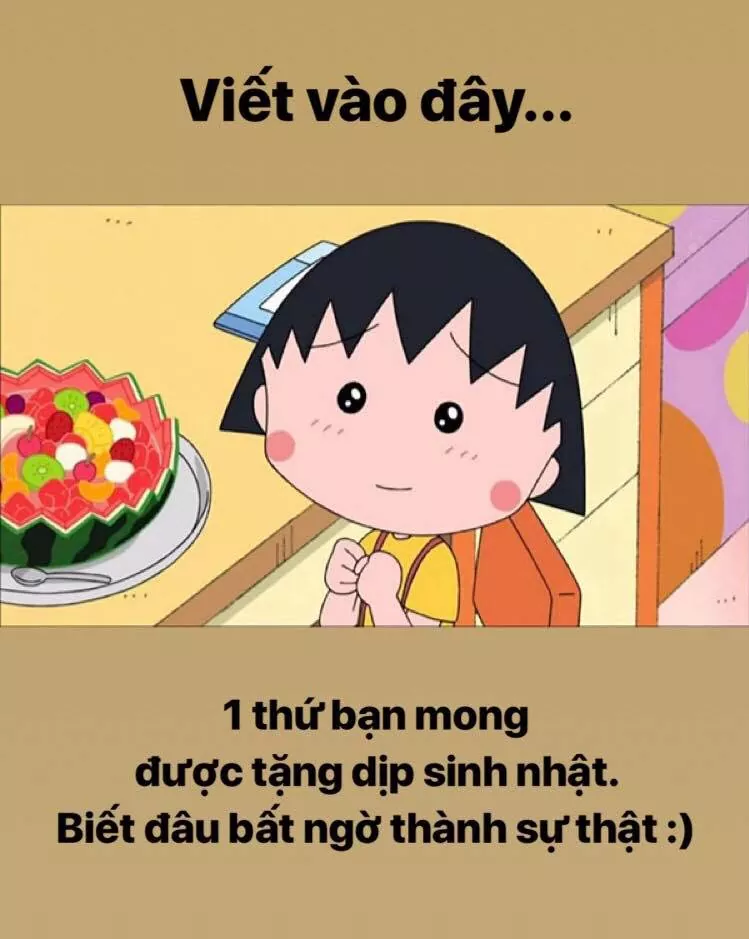 Viết vào đây...
1 thứ bạn mong
được tặng dịp sinh nhật.
Biết đâu bất ngờ thành sự thật :)